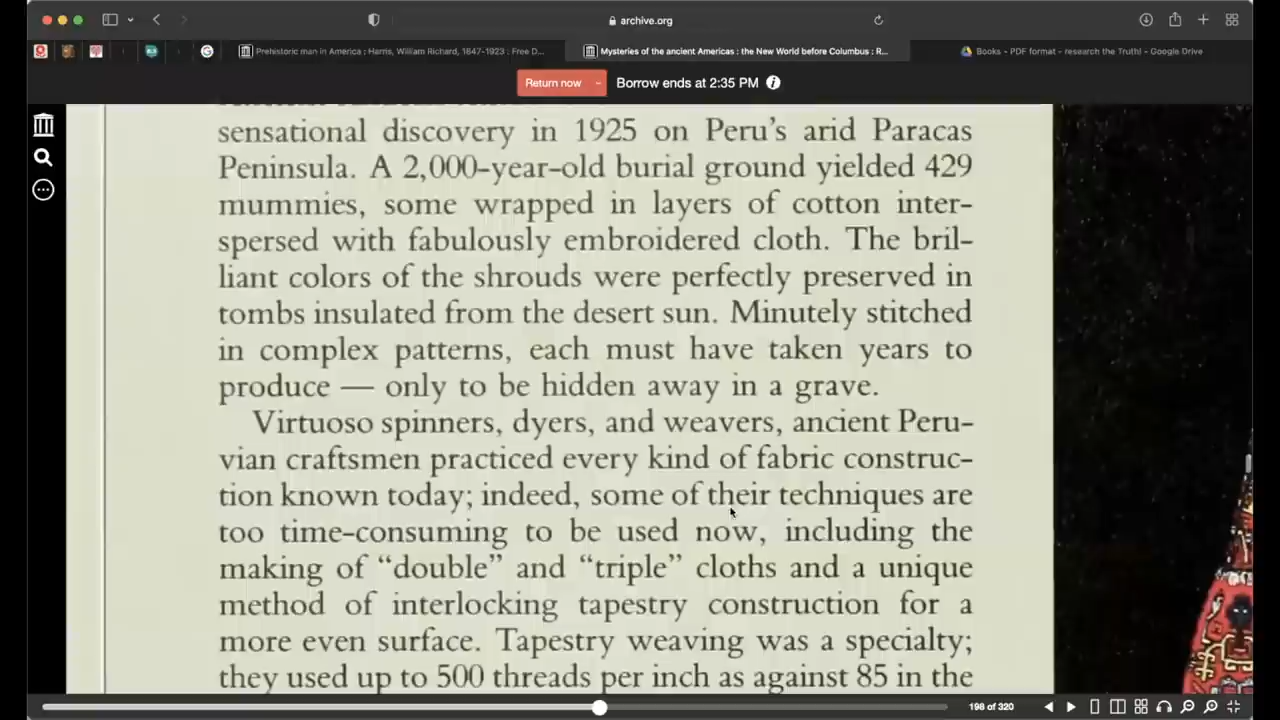 archive.org
Prehistoric man in America : Harris, William Richard, 1847-1923 : Free D...
Mysteries of the ancient Americas : the New World before Columbus : R...
Books - PDF format - research the Truth! - Google Drive
Return now
Borrow ends at 2:35 PM
sensational discovery in 1925 on Peru's arid Paracas
Peninsula. A 2,000-year-old burial ground yielded 429
mummies, some wrapped in layers of cotton inter-
spersed with fabulously embroidered cloth. The bril-
liant colors of the shrouds were perfectly preserved in
tombs insulated from the desert sun. Minutely stitched
in complex patterns, each must have taken years to
produce — only to be hidden away in a grave.
Virtuoso spinners, dyers, and weavers, ancient Peru-
vian craftsmen practiced every kind of fabric construc-
tion known today; indeed, some of their techniques are
too time-consuming to be used now, including the
making of “double” and “triple” cloths and a unique
method of interlocking tapestry construction for a
more even surface. Tapestry weaving was a specialty;
they used up to 500 threads per inch as against 85 in the
198 of 320